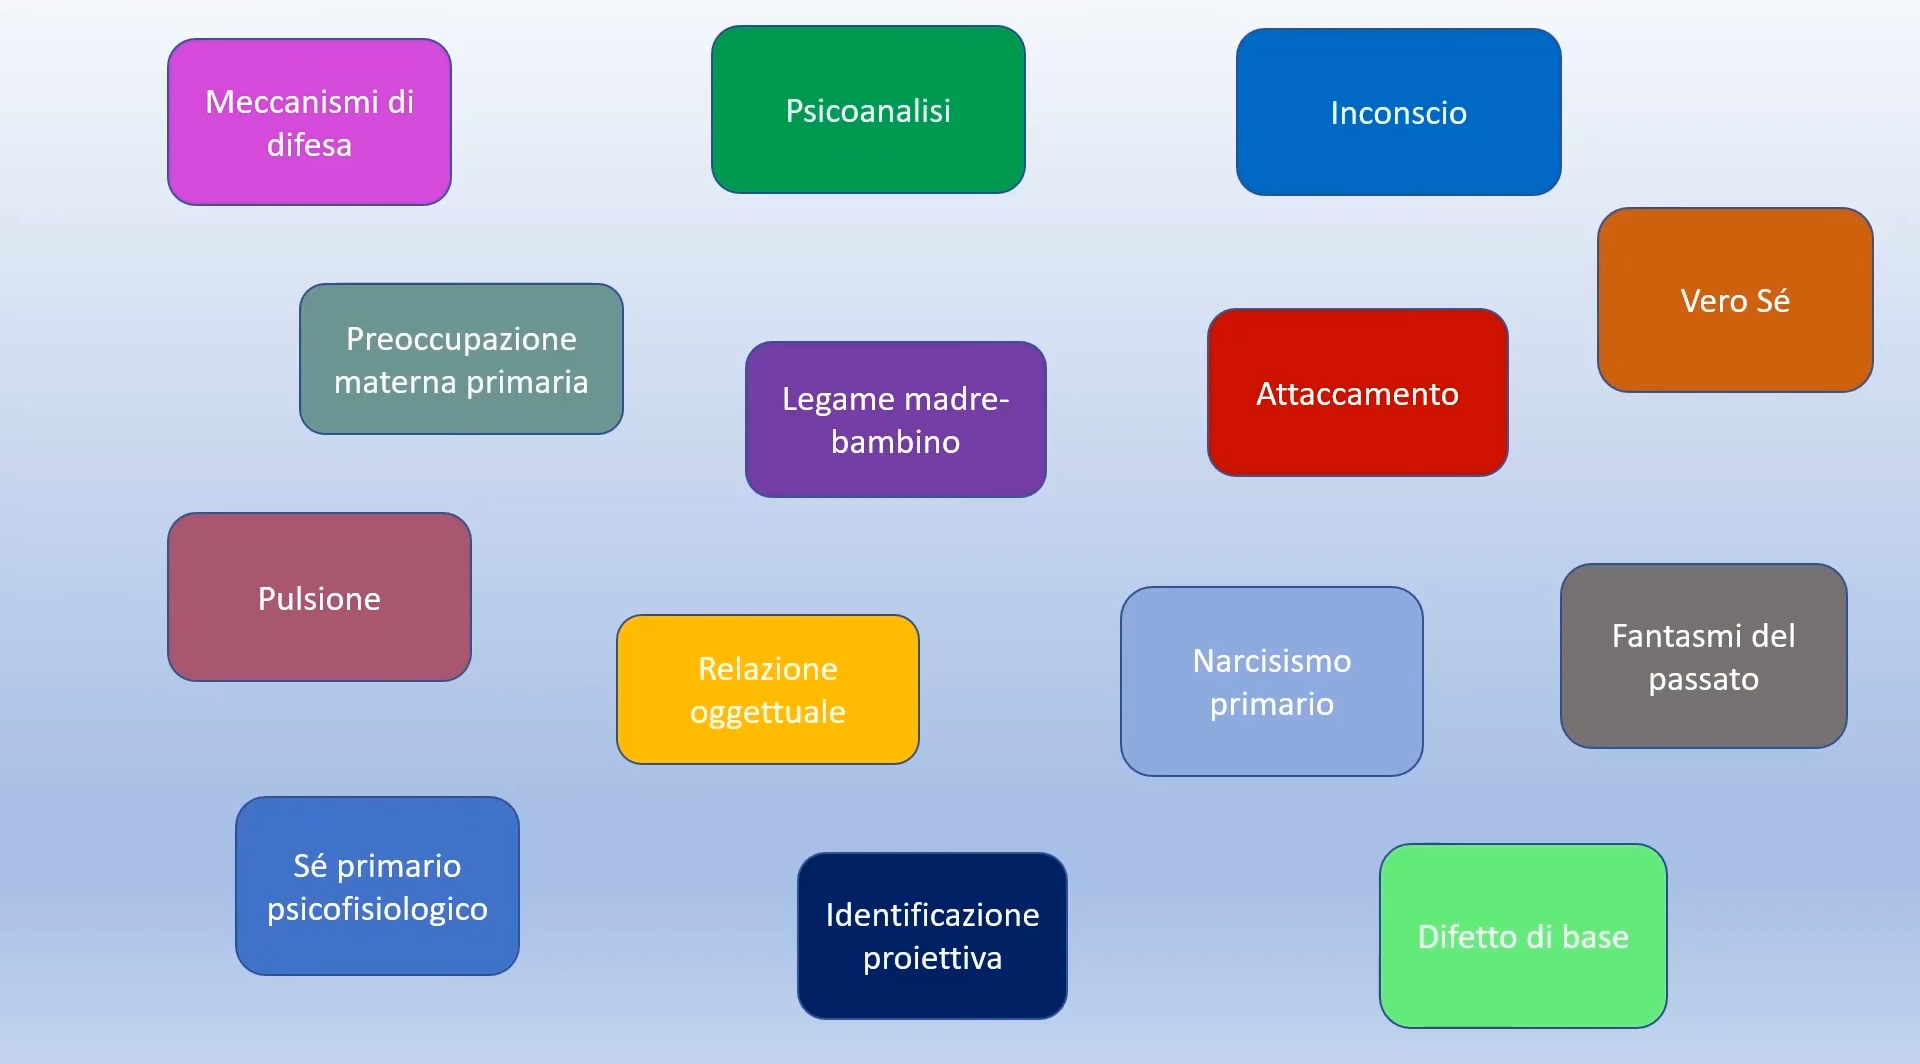 Meccanismi di
difesa
Psicoanalisi
Inconscio
Vero Sé
Preoccupazione
materna primaria
Legame madre-
bambino
Attaccamento
Pulsione
Relazione
oggettuale
Narcisismo
primario
Fantasmi del
passato
Sé primario
psicofisiologico
Identificazione
proiettiva
Difetto di base